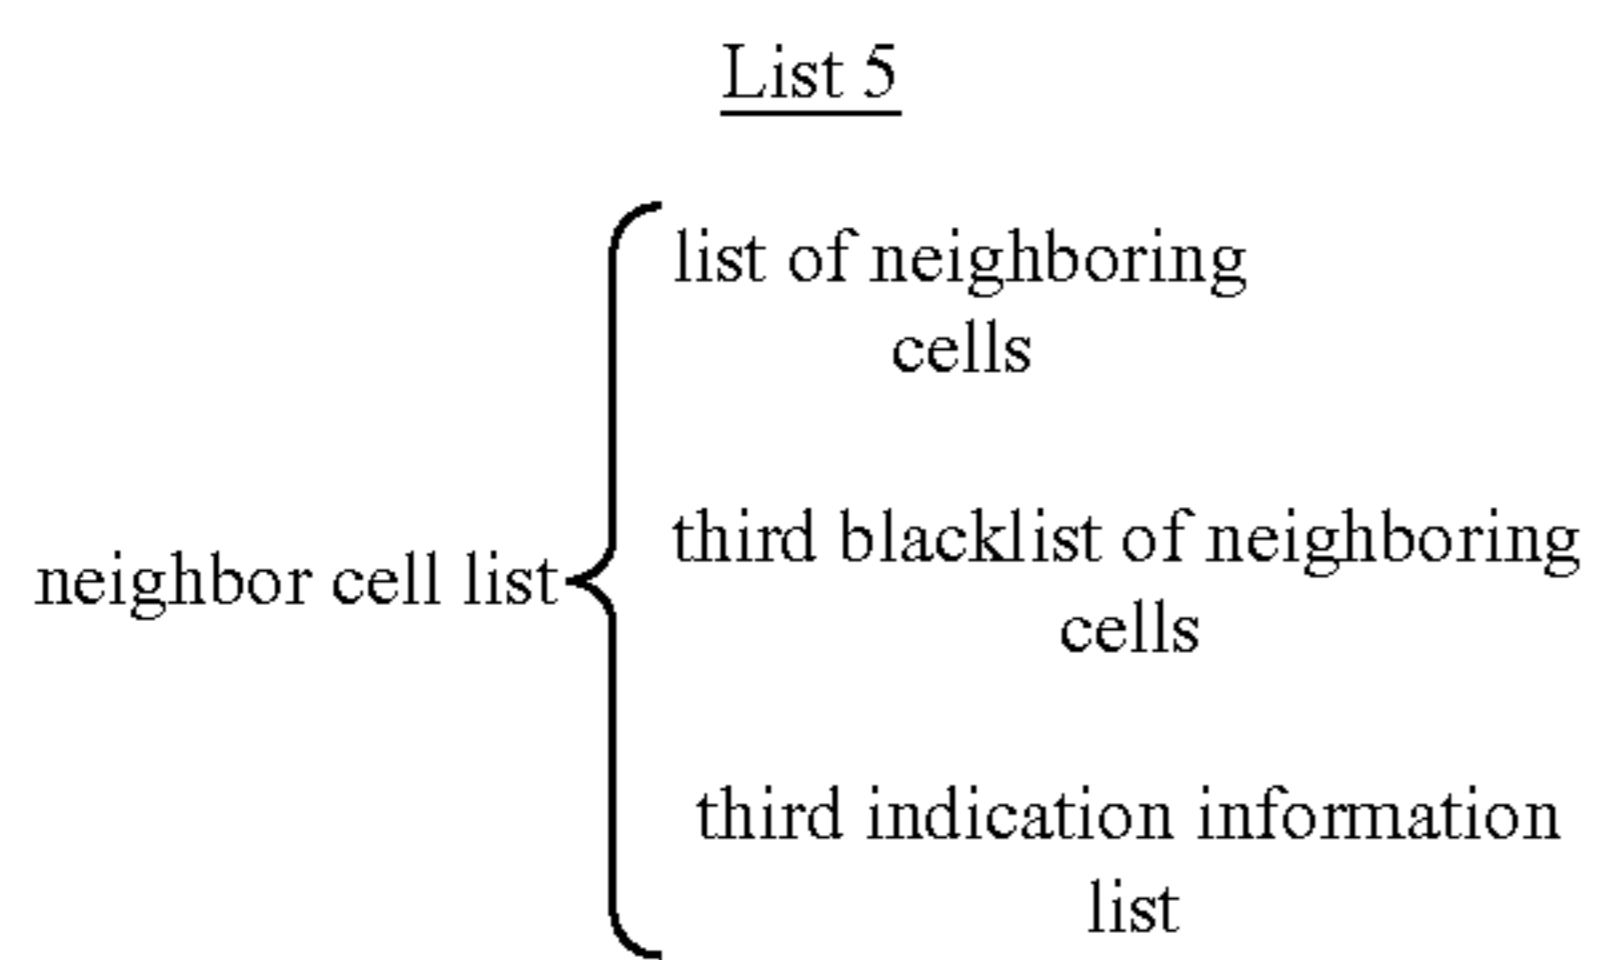 List 5
list of neighboring
cells
third blacklist of neighboring
cells
neighbor cell list
third indication information
list